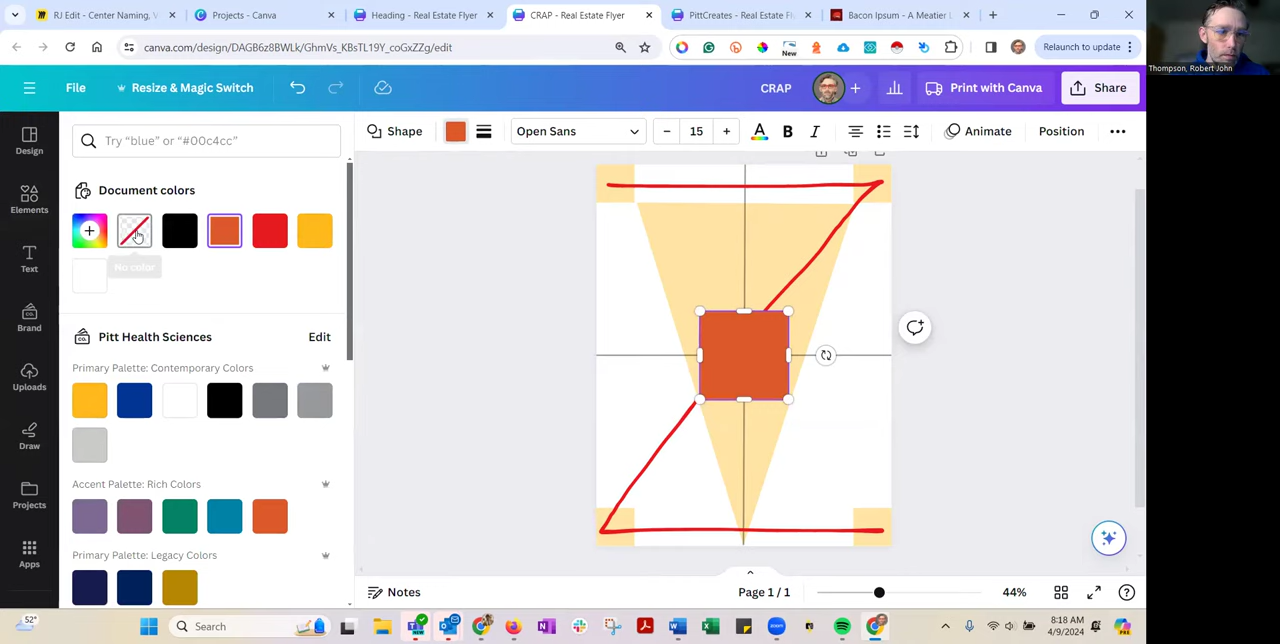 RJ Edit - Center Naming, V
Projects - Canva
Heading - Real Estate Flyer
CRAP - Real Estate Flyer
PittCreates - Real Estate Fl
Bacon Ipsum - A Meatier L
canva.com/design/DAGB6z8BWLk/GhmVs_KBsTL19Y_coGxZZg/edit
New
Relaunch to update
Thompson, Robert John
File
Resize & Magic Switch
CRAP
Print with Canva
Share
Design
Elements
Text
Brand
Uploads
Draw
Projects
Apps
Try "blue" or "#00c4cc"
Shape
Open Sans
15
A
B
I
Animate
Position
Document colors
No color
Pitt Health Sciences
Edit
Primary Palette: Contemporary Colors
Accent Palette: Rich Colors
Primary Palette: Legacy Colors
Notes
Page 1 / 1
44%
52°
Search
8:18 AM
4/9/2024